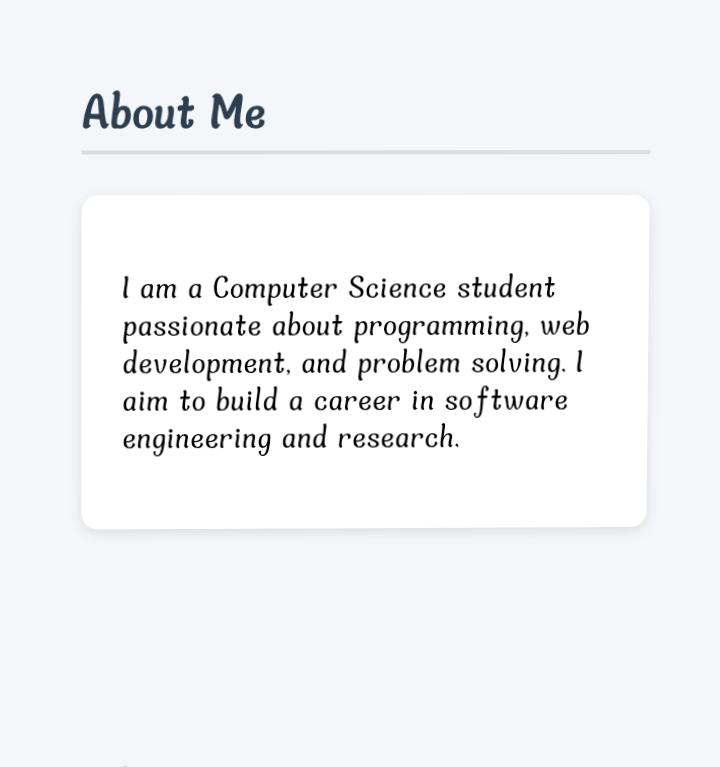 About Me
I am a Computer Science student
passionate about programming, web
development, and problem solving. I
aim to build a career in software
engineering and research.